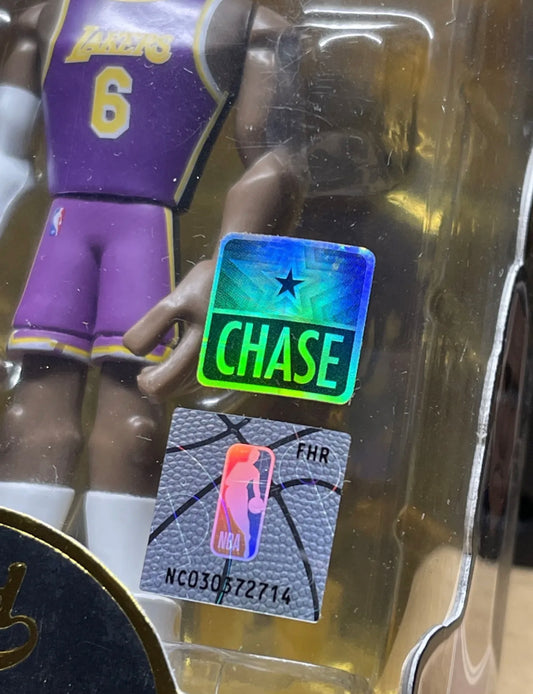 LAKERS
6
CHASE
FHR
NBA
NC030372714